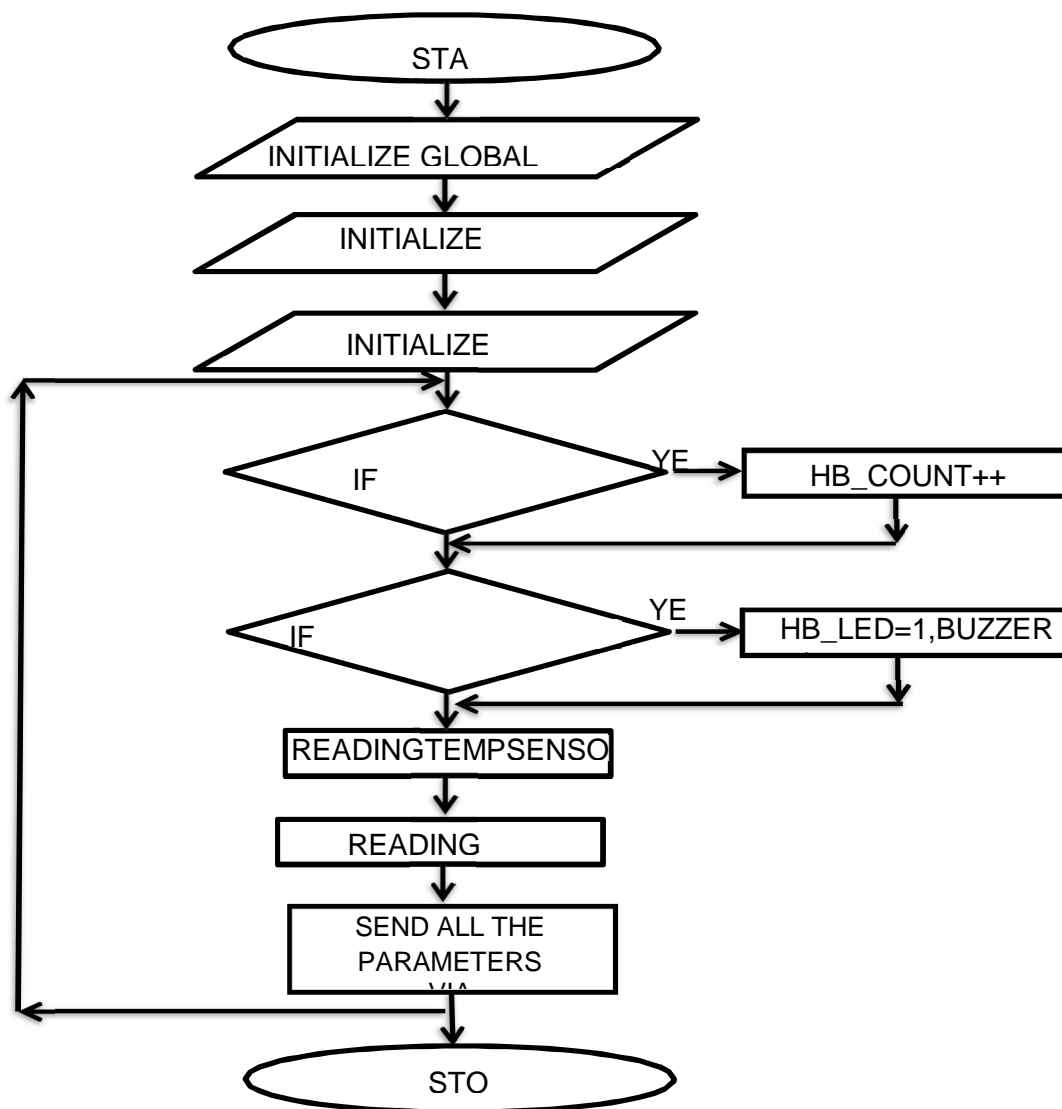 STA
INITIALIZE GLOBAL
INITIALIZE
INITIALIZE
IF
YE
HB_COUNT++
IF
YE
HB_LED=1,BUZZER
READINGTEMPSENSO
READING
SEND ALL THE
PARAMETERS
VIA
STO